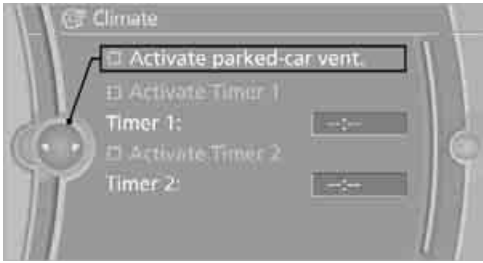 Climate
Activate parked-car vent.
Activate Timer 1
Timer 1: --:--
Activate Timer 2
Timer 2: --:--